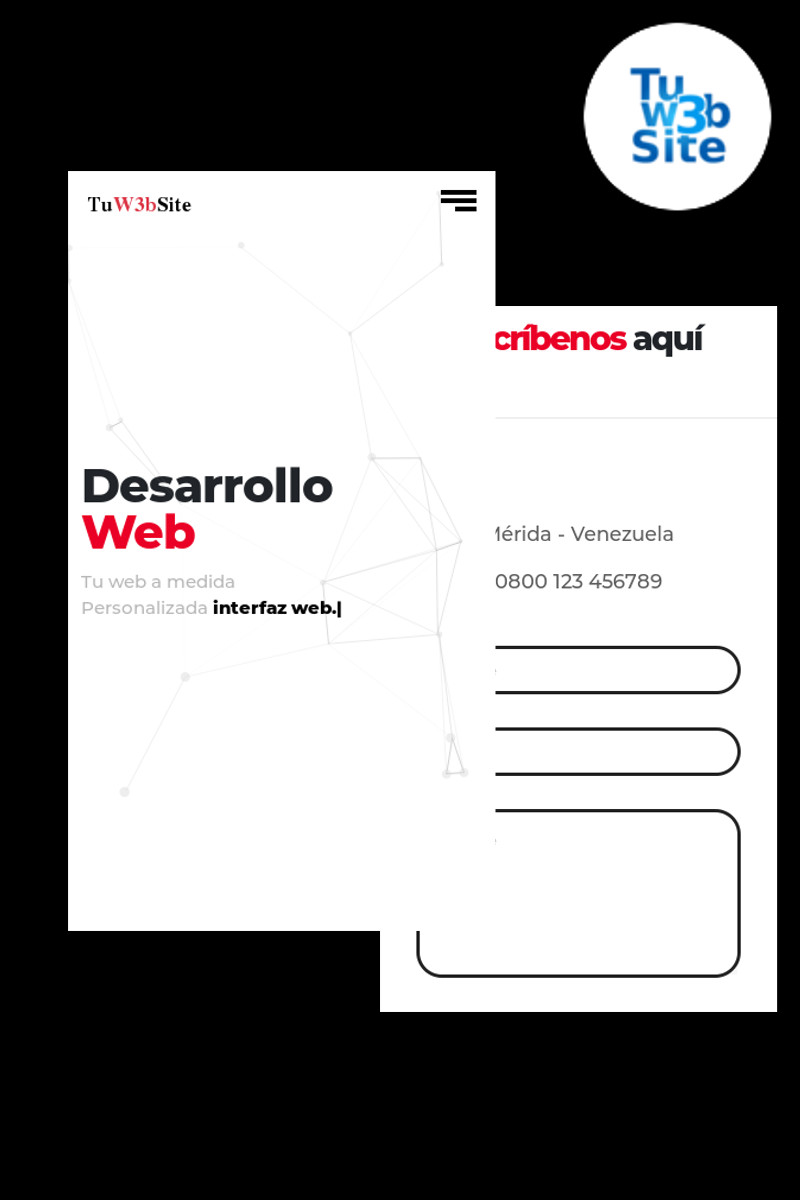 Tu
w3b
Site
TuW3bSite
Desarrollo
Web
Tu web a medida
Personalizada interfaz web.|
críbenos aquí
Mérida - Venezuela
0800 123 456789